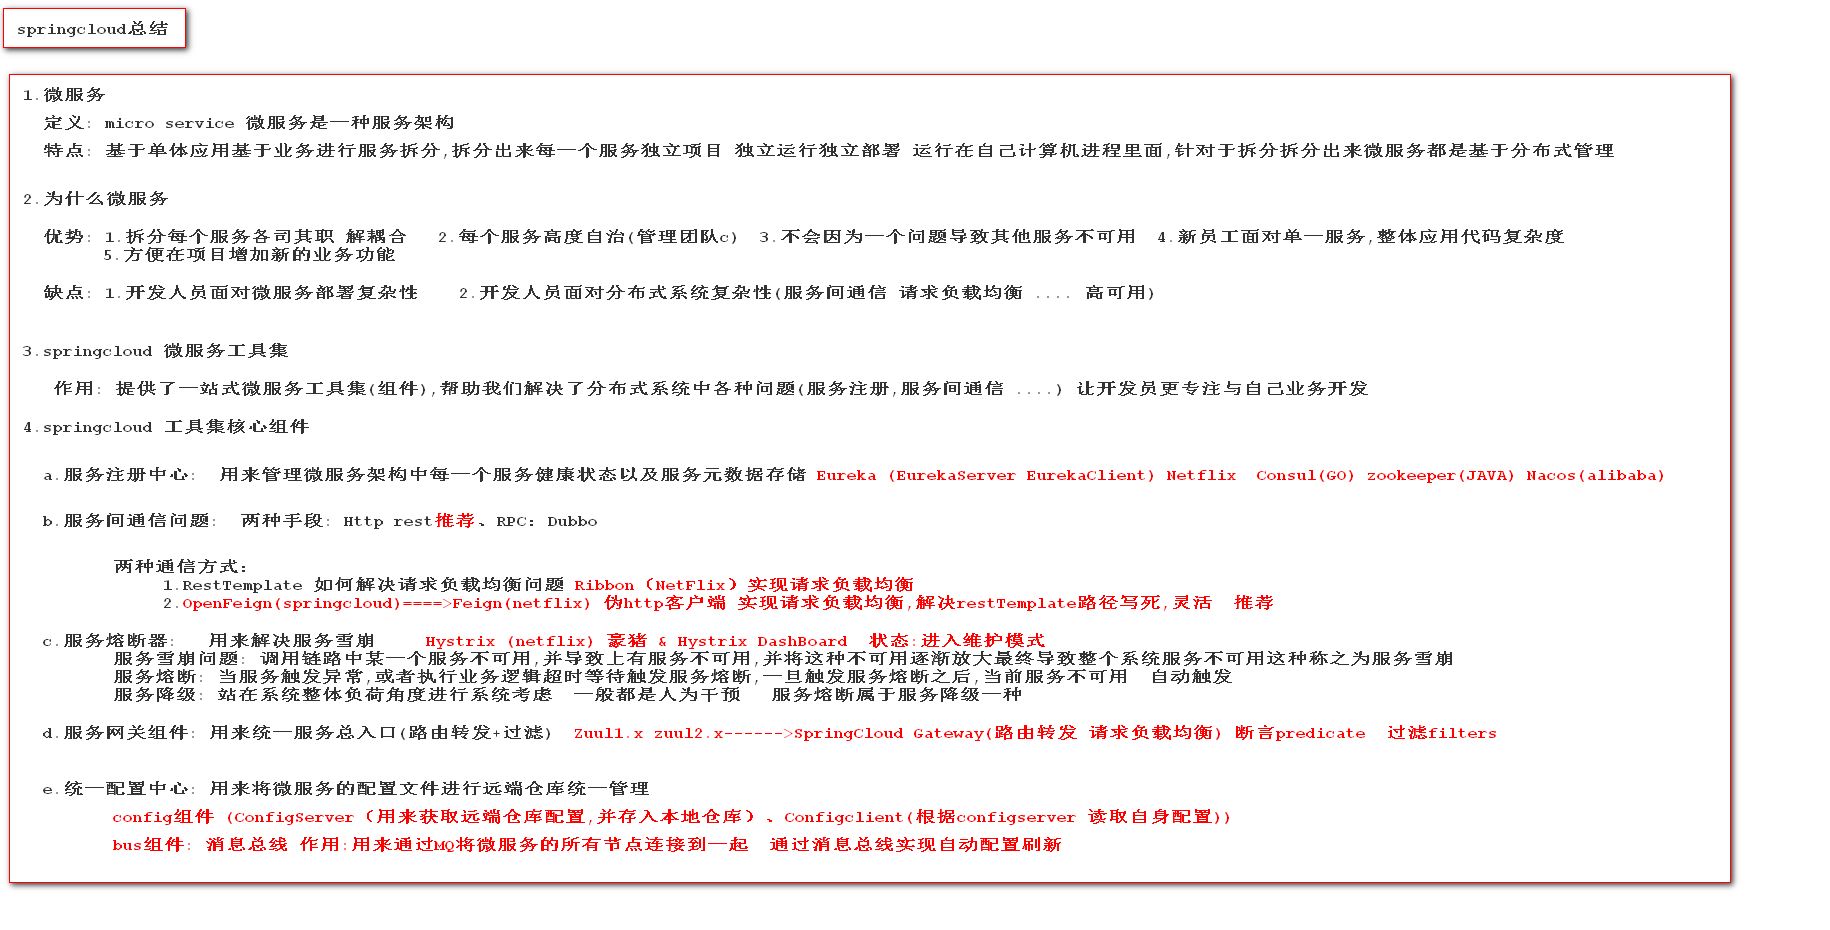 springcloud总结
1.微服务
定义: micro service 微服务是一种服务架构
特点: 基于单体应用基于业务进行服务拆分,拆分出来每一个服务独立项目 独立运行独立部署 运行在自己计算机进程里面,针对于拆分拆分出来微服务都是基于分布式管理
2.为什么微服务
优势: 1.拆分每个服务各司其职 解耦合 2.每个服务高度自治(管理团队c) 3.不会因为一个问题导致其他服务不可用 4.新员工面对单一服务,整体应用代码复杂度
5.方便在项目增加新的业务功能
缺点: 1.开发人员面对微服务部署复杂性 2.开发人员面对分布式系统复杂性(服务间通信 请求负载均衡 .... 高可用)
3.springcloud 微服务工具集
作用: 提供了一站式微服务工具集(组件),帮助我们解决了分布式系统中各种问题(服务注册,服务间通信 ....) 让开发员更专注与自己业务开发
4.springcloud 工具集核心组件
a.服务注册中心: 用来管理微服务架构中每一个服务健康状态以及服务元数据存储 Eureka (EurekaServer EurekaClient) Netflix Consul(GO) zookeeper(JAVA) Nacos(alibaba)
b.服务间通信问题: 两种手段: Http rest推荐、RPC: Dubbo
两种通信方式:
1.RestTemplate 如何解决请求负载均衡问题 Ribbon（NetFlix）实现请求负载均衡
2.OpenFeign(springcloud)====>Feign(netflix) 伪http客户端 实现请求负载均衡,解决restTemplate路径写死,灵活 推荐
c.服务熔断器: 用来解决服务雪崩 Hystrix (netflix) 豪猪 & Hystrix DashBoard 状态:进入维护模式
服务雪崩问题: 调用链路中某一个服务不可用,并导致上有服务不可用,并将这种不可用逐渐放大最终导致整个系统服务不可用这种称之为服务雪崩
服务熔断: 当服务触发异常,或者执行业务逻辑超时等待触发服务熔断,一旦触发服务熔断之后,当前服务不可用 自动触发
服务降级: 站在系统整体负荷角度进行系统考虑 一般都是人为干预 服务熔断属于服务降级一种
d.服务网关组件: 用来统一服务总入口(路由转发+过滤) Zuul1.x zuul2.x------>SpringCloud Gateway(路由转发 请求负载均衡) 断言predicate 过滤filters
e.统一配置中心: 用来将微服务的配置文件进行远端仓库统一管理
config组件 (ConfigServer（用来获取远端仓库配置,并存入本地仓库）、Configclient(根据configserver 读取自身配置))
bus组件: 消息总线 作用:用来通过MQ将微服务的所有节点连接到一起 通过消息总线实现自动配置刷新